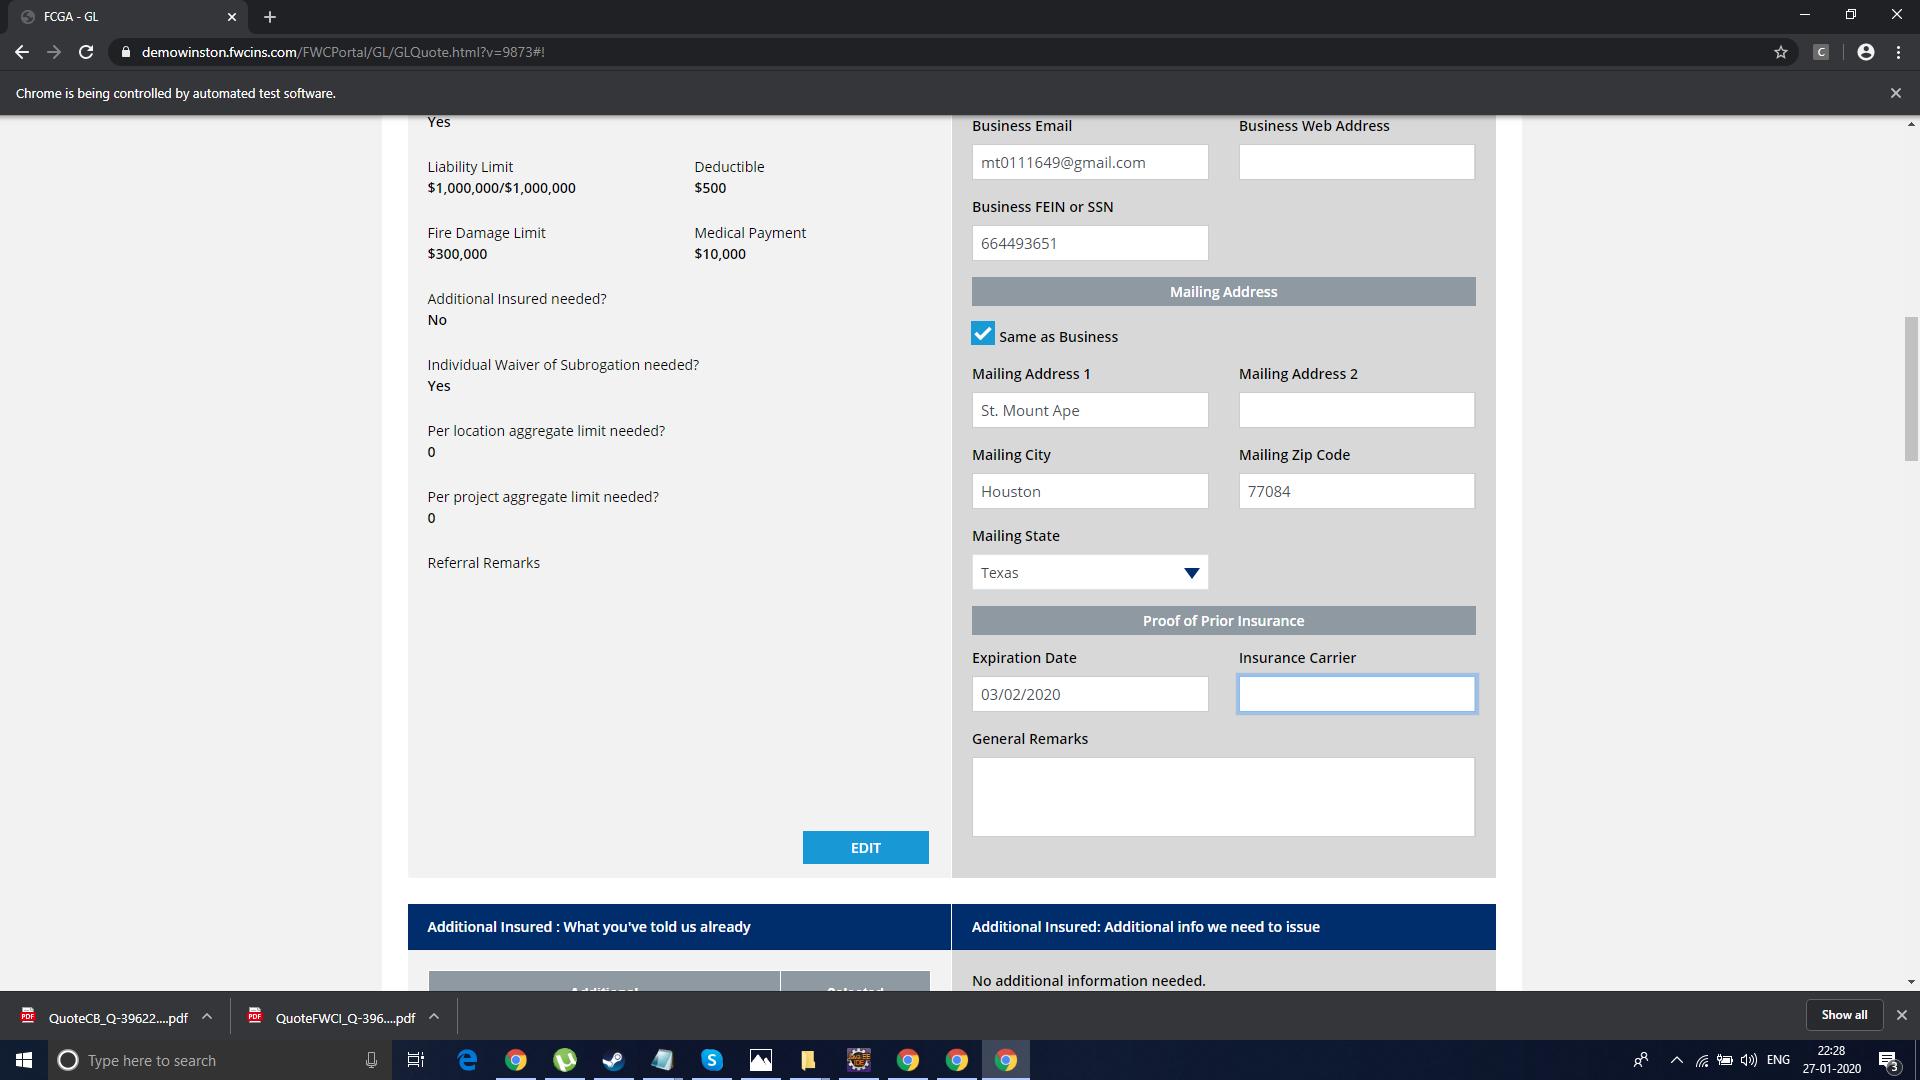 FCGA - GL
demowinston.fwcins.com/FWCPortal/GL/GLQuote.html?v=9873#!
C
Chrome is being controlled by automated test software.
Yes
Liability Limit
$1,000,000/$1,000,000
Deductible
$500
Fire Damage Limit
$300,000
Medical Payment
$10,000
Additional Insured needed?
No
Individual Waiver of Subrogation needed?
Yes
Per location aggregate limit needed?
0
Per project aggregate limit needed?
0
Referral Remarks
EDIT
Business Email
mt0111649@gmail.com
Business Web Address
Business FEIN or SSN
664493651
Mailing Address
Same as Business
Mailing Address 1
St. Mount Ape
Mailing Address 2
Mailing City
Houston
Mailing Zip Code
77084
Mailing State
Texas
Proof of Prior Insurance
Expiration Date
03/02/2020
Insurance Carrier
General Remarks
Additional Insured : What you've told us already
Additional Insured: Additional info we need to issue
Additional
Selected
No additional information needed.
PDF
QuoteCB_Q-39622....pdf
PDF
QuoteFWCI_Q-396....pdf
Show all
Type here to search
ENG
22:28
27-01-2020
3